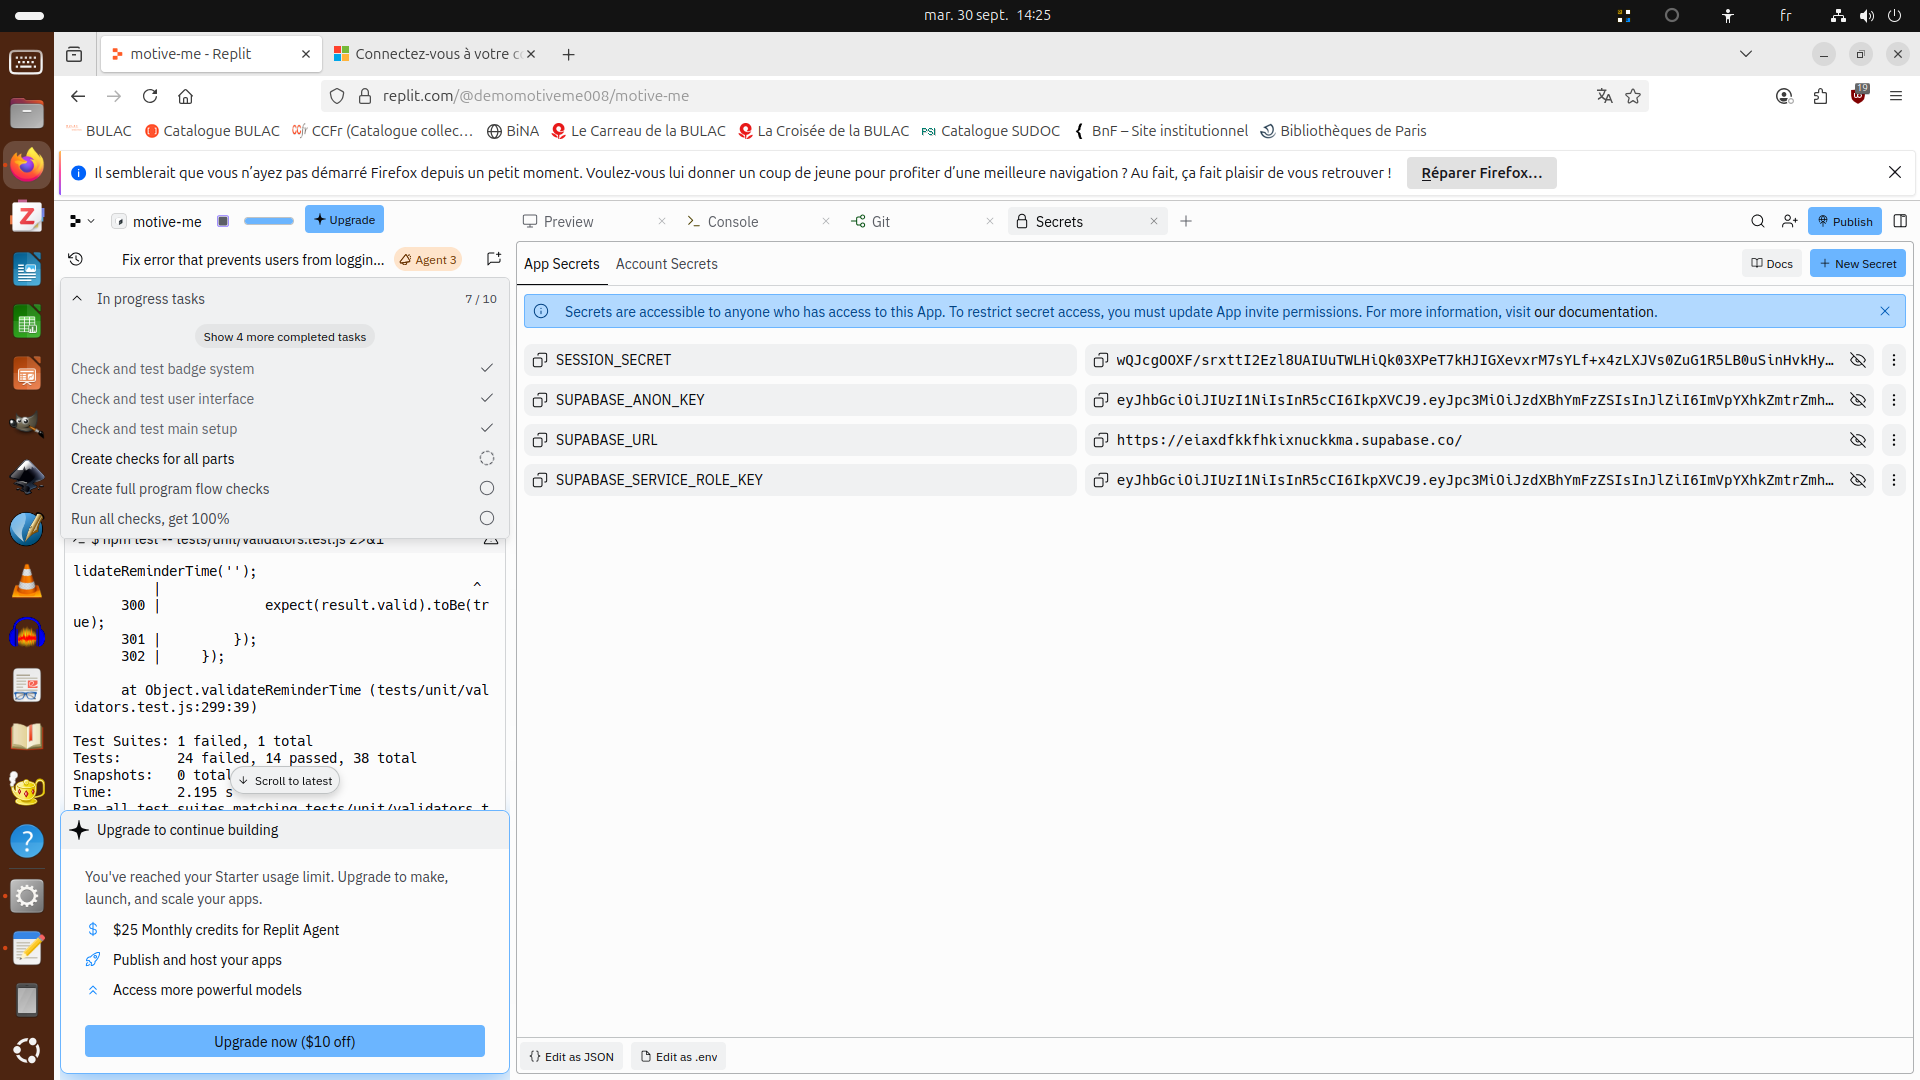 mar. 30 sept. 14:25
fr
motive-me - Replit
Connectez-vous à votre c
replit.com/@demomotiveme008/motive-me
19
BULAC
Catalogue BULAC
CCFr (Catalogue collec…
BiNA
Le Carreau de la BULAC
La Croisée de la BULAC
PSI Catalogue SUDOC
BnF – Site institutionnel
Bibliothèques de Paris
Il semblerait que vous n’ayez pas démarré Firefox depuis un petit moment. Voulez-vous lui donner un coup de jeune pour profiter d’une meilleure navigation ? Au fait, ça fait plaisir de vous retrouver !
Réparer Firefox…
motive-me
Upgrade
Preview
Console
Git
Secrets
Publish
Fix error that prevents users from loggin...
Agent 3
App Secrets
Account Secrets
Docs
New Secret
In progress tasks
7 / 10
Show 4 more completed tasks
Check and test badge system
Check and test user interface
Check and test main setup
Create checks for all parts
Create full program flow checks
Run all checks, get 100%
Secrets are accessible to anyone who has access to this App. To restrict secret access, you must update App invite permissions. For more information, visit our documentation.
SESSION_SECRET
wQJcgOOXF/srxttI2Ezl8UAIUuTWLHiQk03XPeT7kHJIGXevxrM7sYLf+x4zLXJVs0ZuG1R5LB0uSinHvkHy…
SUPABASE_ANON_KEY
eyJhbGciOiJIUzI1NiIsInR5cCI6IkpXVCJ9.eyJpc3MiOiJzdXBhYmFzZSIsInJlZiI6ImVpYXhkZmtrZmh…
SUPABASE_URL
https://eiaxdfkkfhkixnuckkma.supabase.co/
SUPABASE_SERVICE_ROLE_KEY
eyJhbGciOiJIUzI1NiIsInR5cCI6IkpXVCJ9.eyJpc3MiOiJzdXBhYmFzZSIsInJlZiI6ImVpYXhkZmtrZmh…
$ npm test -- tests/unit/validators.test.js 2>&1
lidateReminderTime('');
| ^
300 | expect(result.valid).toBe(tr
ue);
301 | });
302 | });
at Object.validateReminderTime (tests/unit/val
idators.test.js:299:39)
Test Suites: 1 failed, 1 total
Tests: 24 failed, 14 passed, 38 total
Snapshots: 0 total
Time: 2.195 s
Ran all test suites matching tests/unit/validators.t
Scroll to latest
Upgrade to continue building
You've reached your Starter usage limit. Upgrade to make,
launch, and scale your apps.
$25 Monthly credits for Replit Agent
Publish and host your apps
Access more powerful models
Upgrade now ($10 off)
{} Edit as JSON
Edit as .env